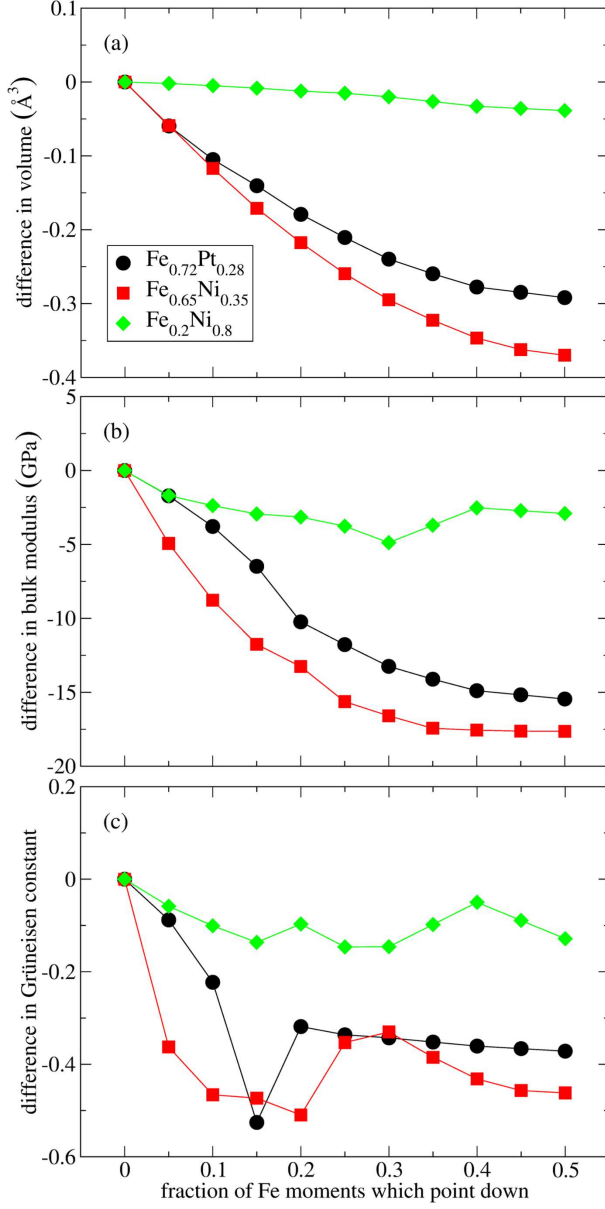 0.1
(a)
0
-0.1
-0.2
-0.3
-0.4
difference in volume (Å³)
Fe₀.₇₂Pt₀.₂₈
Fe₀.₆₅Ni₀.₃₅
Fe₀.₂Ni₀.₈
5
(b)
0
-5
-10
-15
-20
difference in bulk modulus (GPa)
0.2
(c)
0
-0.2
-0.4
-0.6
difference in Grüneisen constant
0 0.1 0.2 0.3 0.4 0.5
fraction of Fe moments which point down